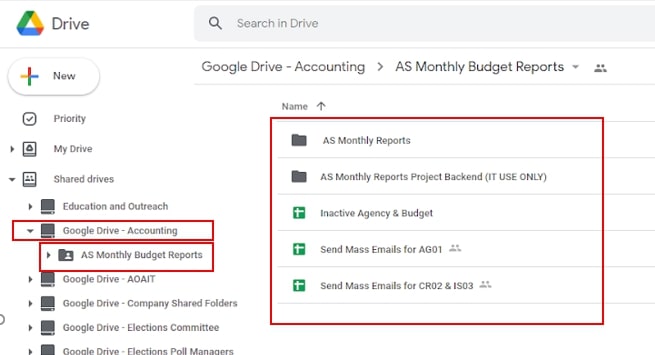 Drive
Search in Drive
New
Google Drive - Accounting > AS Monthly Budget Reports
Name
Priority
My Drive
Shared drives
Education and Outreach
Google Drive - Accounting
AS Monthly Budget Reports
Google Drive - AOAIT
Google Drive - Company Shared Folders
Google Drive - Elections Committee
Google Drive - Elections Poll Managers
AS Monthly Reports
AS Monthly Reports Project Backend (IT USE ONLY)
Inactive Agency & Budget
Send Mass Emails for AG01
Send Mass Emails for CR02 & IS03